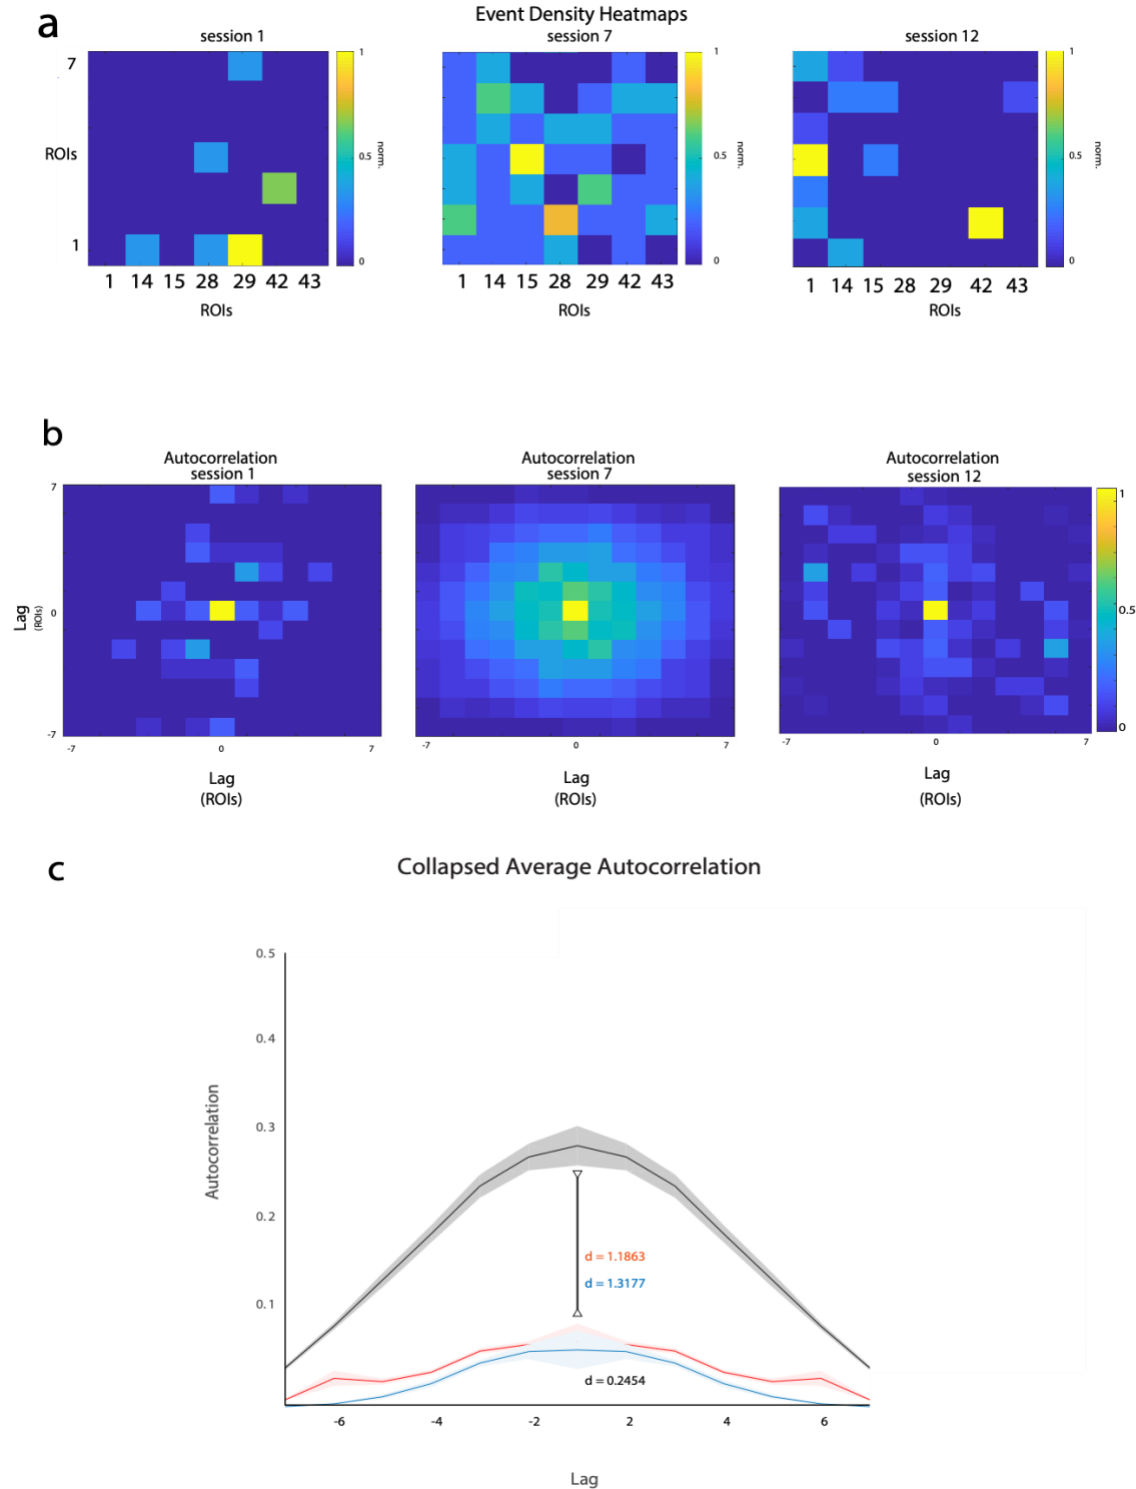 a
Event Density Heatmaps
session 1
session 7
session 12
7
ROIs
1
1
0.5
0
norm.
1
0.5
0
norm.
1
0.5
0
norm.
1 14 15 28 29 42 43
1 14 15 28 29 42 43
1 14 15 28 29 42 43
ROIs
ROIs
ROIs
b
Autocorrelation
session 1
Autocorrelation
session 7
Autocorrelation
session 12
7
0
-7
Lag
(ROIs)
1
0.5
0
-7 0 7
-7 0 7
-7 0 7
Lag
(ROIs)
Lag
(ROIs)
Lag
(ROIs)
c
Collapsed Average Autocorrelation
0.5
0.4
0.3
0.2
0.1
Autocorrelation
d = 1.1863
d = 1.3177
d = 0.2454
-6 -4 -2 2 4 6
Lag